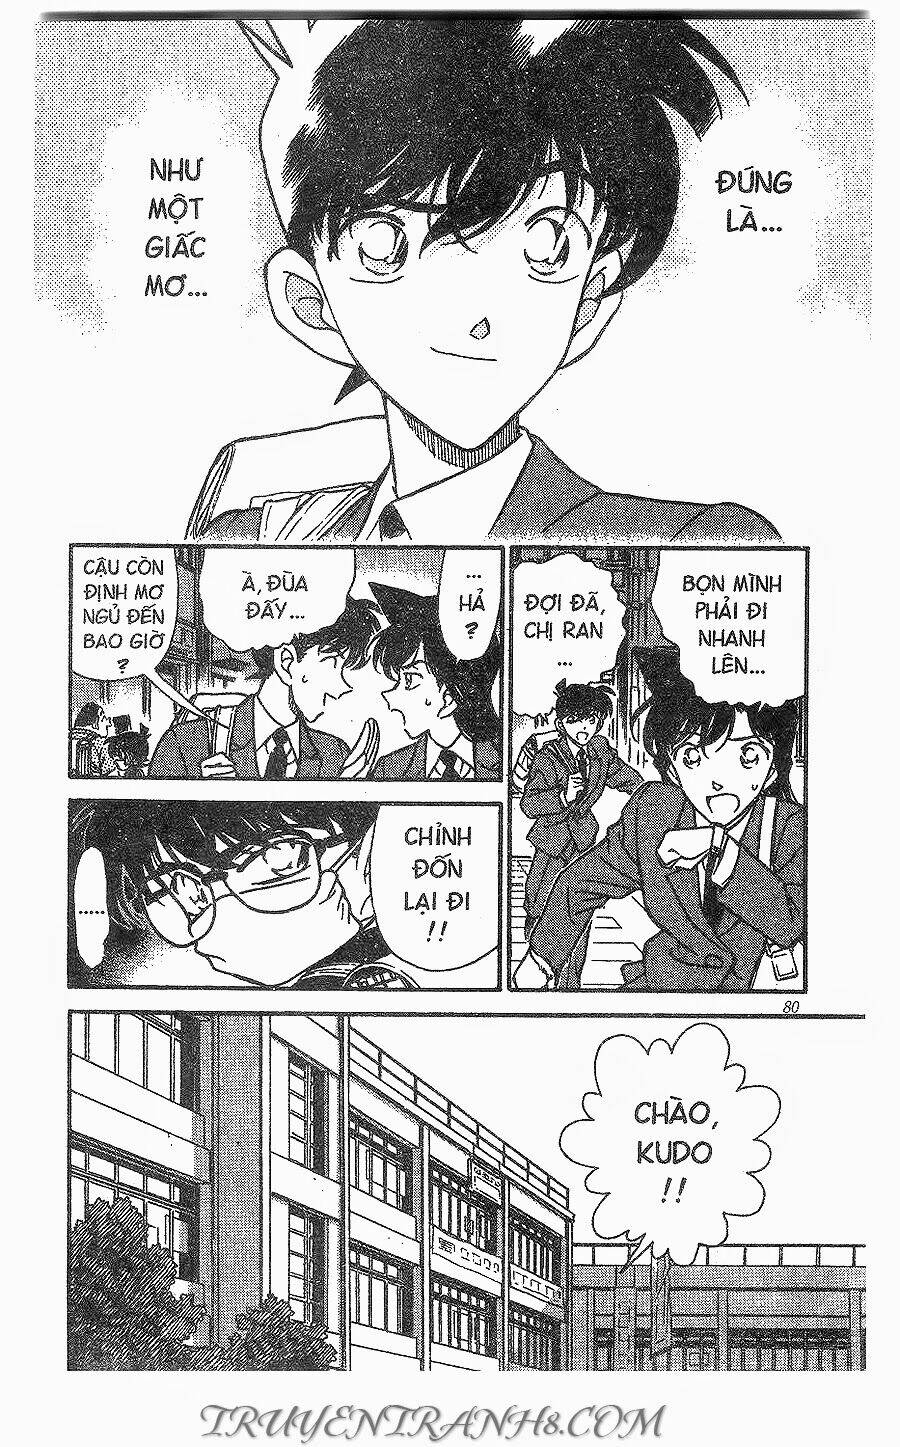 ĐÚNG
LÀ...
NHƯ
MỘT
GIẤC
MƠ...
BỌN MÌNH
PHẢI ĐI
NHANH
LÊN...
ĐỢI ĐÃ,
CHỊ RAN
...
...
HẢ
?
À, ĐÙA
ĐẤY...
CẬU CÒN
ĐỊNH MƠ
NGỦ ĐẾN
BAO GIỜ
?
CHỈNH
ĐỐN
LẠI ĐI
!!
......
80
CHÀO,
KUDO
!!
TRUYENTRANH8.COM